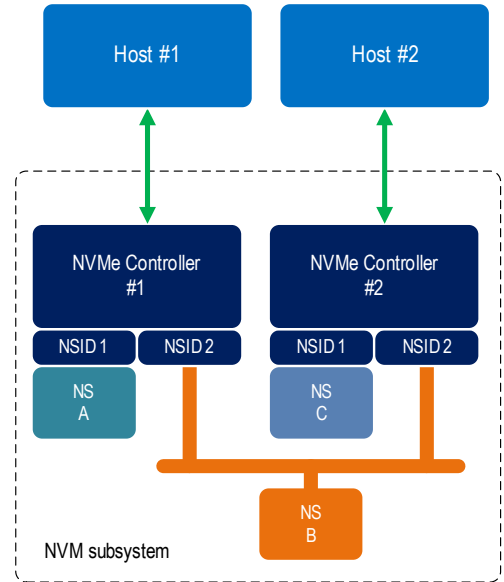 Host #1
Host #2
NVMe Controller
#1
NVMe Controller
#2
NSID 1
NSID 2
NSID 1
NSID 2
NS
A
NS
C
NS
B
NVM subsystem